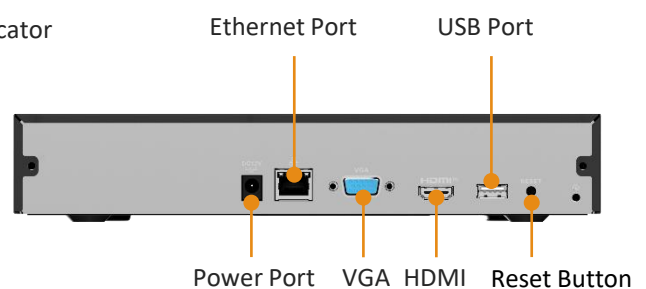 cator
Ethernet Port
USB Port
VGA
HDMI
RESET
Power Port
VGA
HDMI
Reset Button